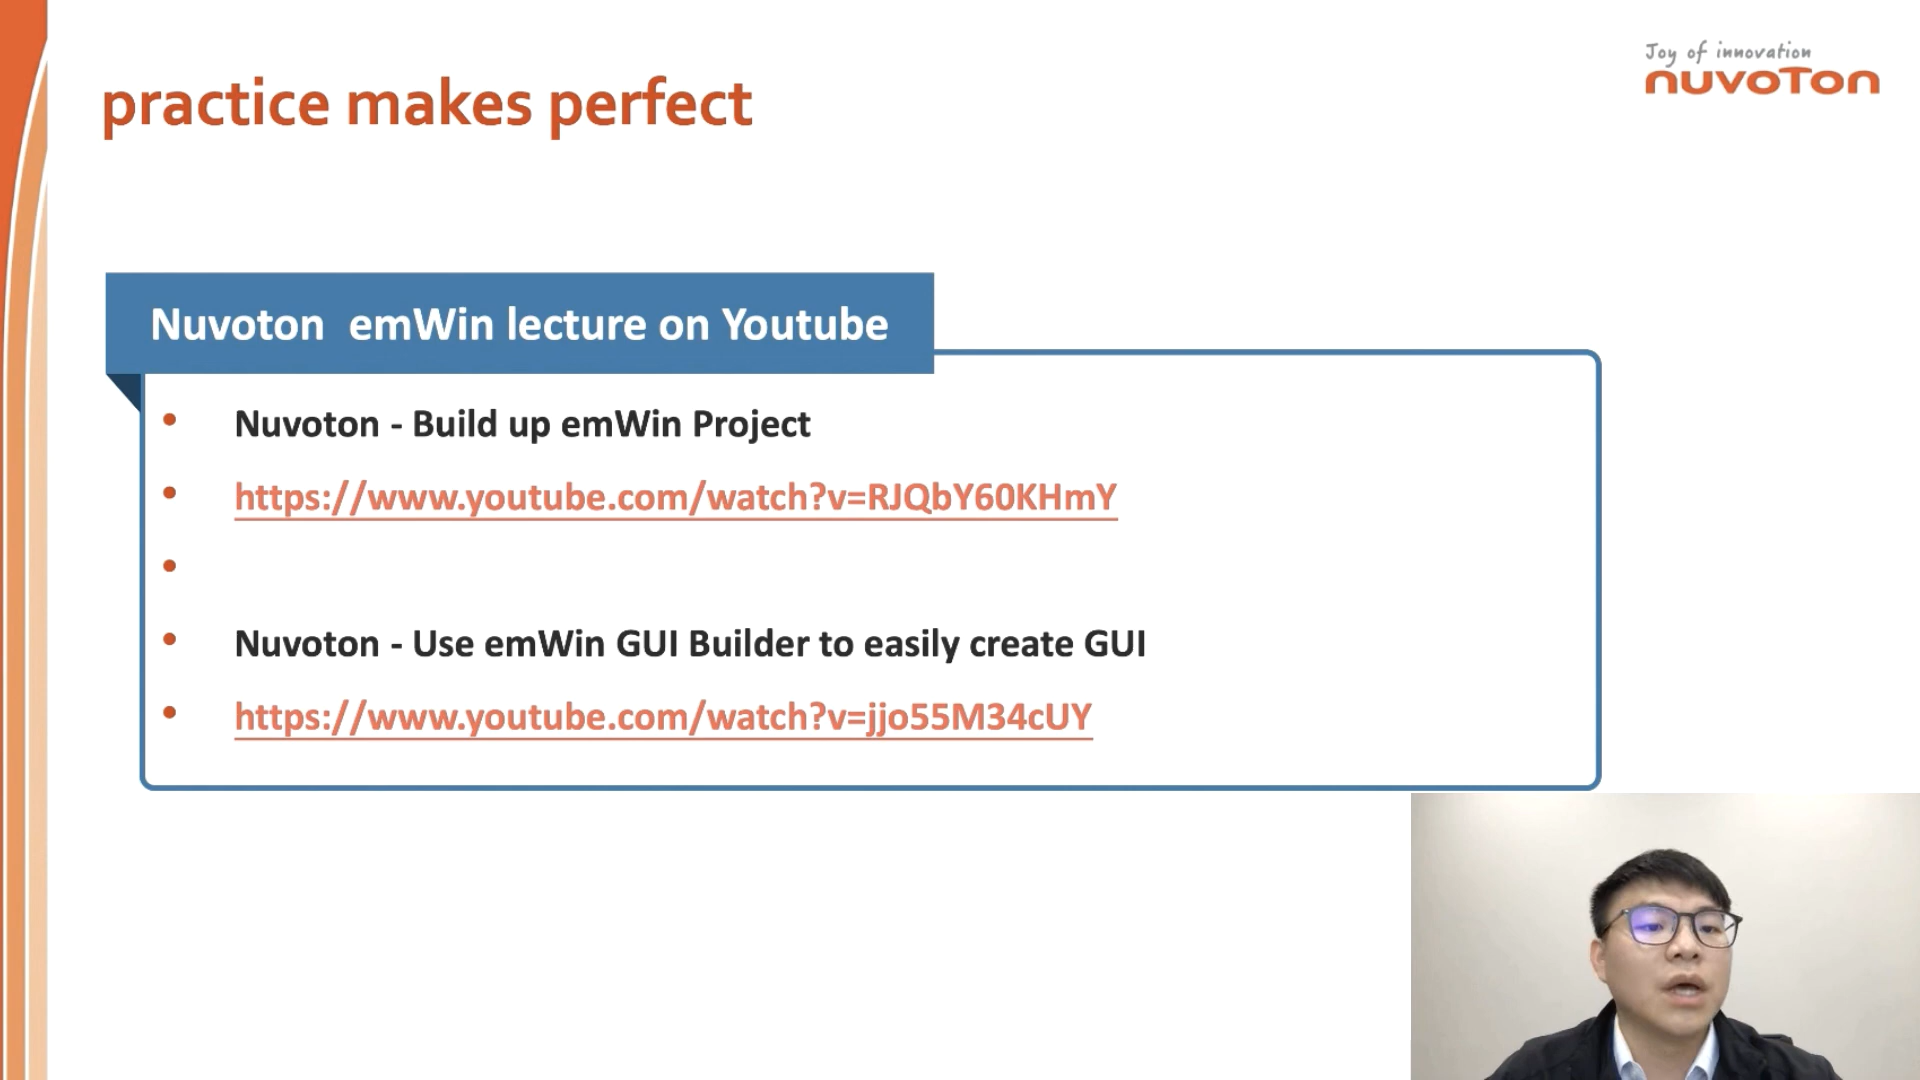 Joy of innovation
nuvoTon
practice makes perfect
Nuvoton  emWin lecture on Youtube
• Nuvoton - Build up emWin Project
• https://www.youtube.com/watch?v=RJQbY60KHmY
•
• Nuvoton - Use emWin GUI Builder to easily create GUI
• https://www.youtube.com/watch?v=jjo55M34cUY